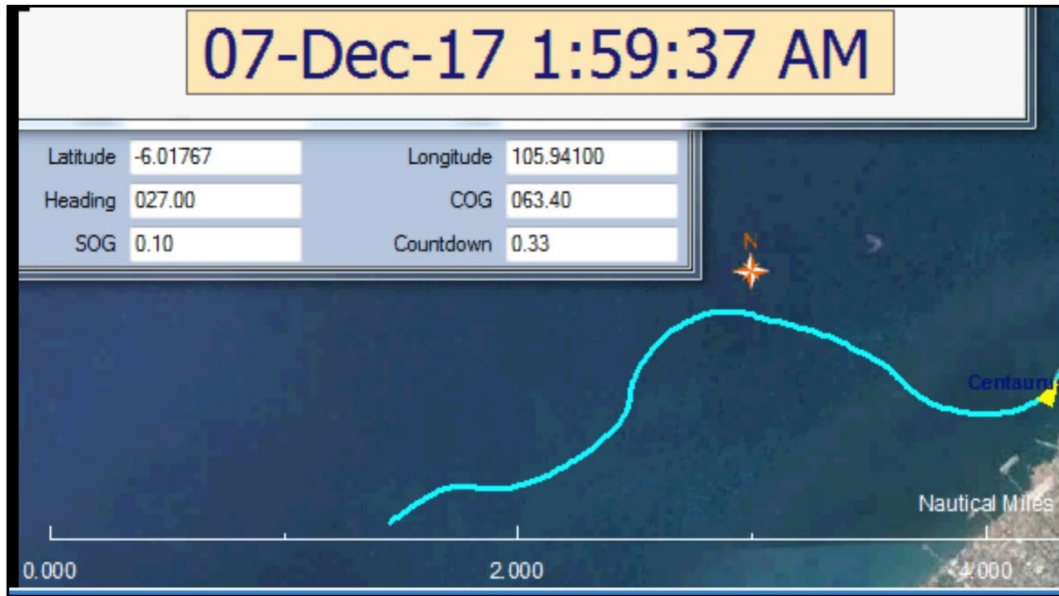 07-Dec-17 1:59:37 AM
Latitude -6.01767 Longitude 105.94100
Heading 027.00 COG 063.40
SOG 0.10 Countdown 0.33
N
Nautical Miles
0.000 2.000 4.000